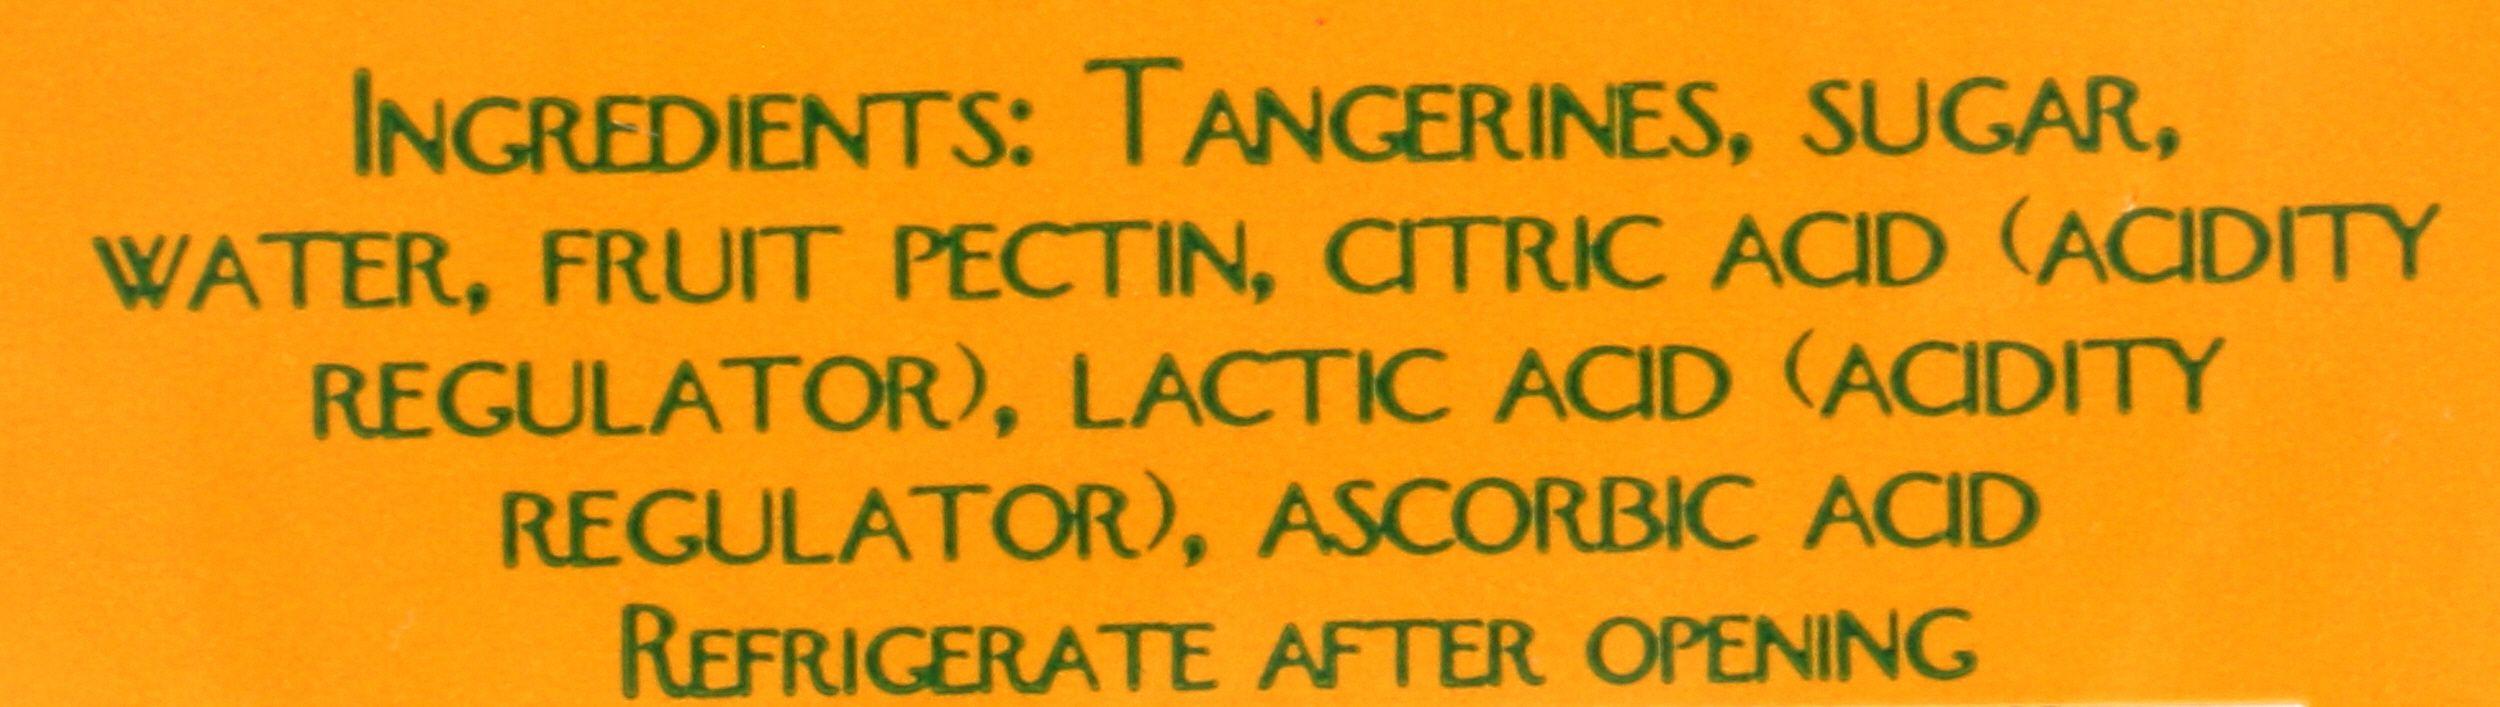 Ingredients: Tangerines, sugar,
water, fruit pectin, citric acid (acidity
regulator), lactic acid (acidity
regulator), ascorbic acid
Refrigerate after opening